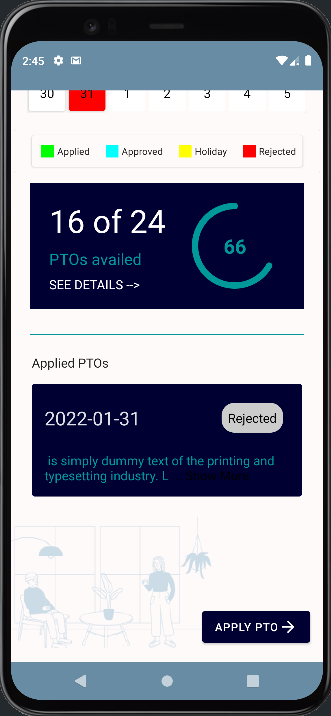 2:45
30 31 1 2 3 4 5
Applied Approved Holiday Rejected
16 of 24
PTOs availed
SEE DETAILS -->
66
Applied PTOs
2022-01-31
Rejected
is simply dummy text of the printing and
typesetting industry. L
APPLY PTO